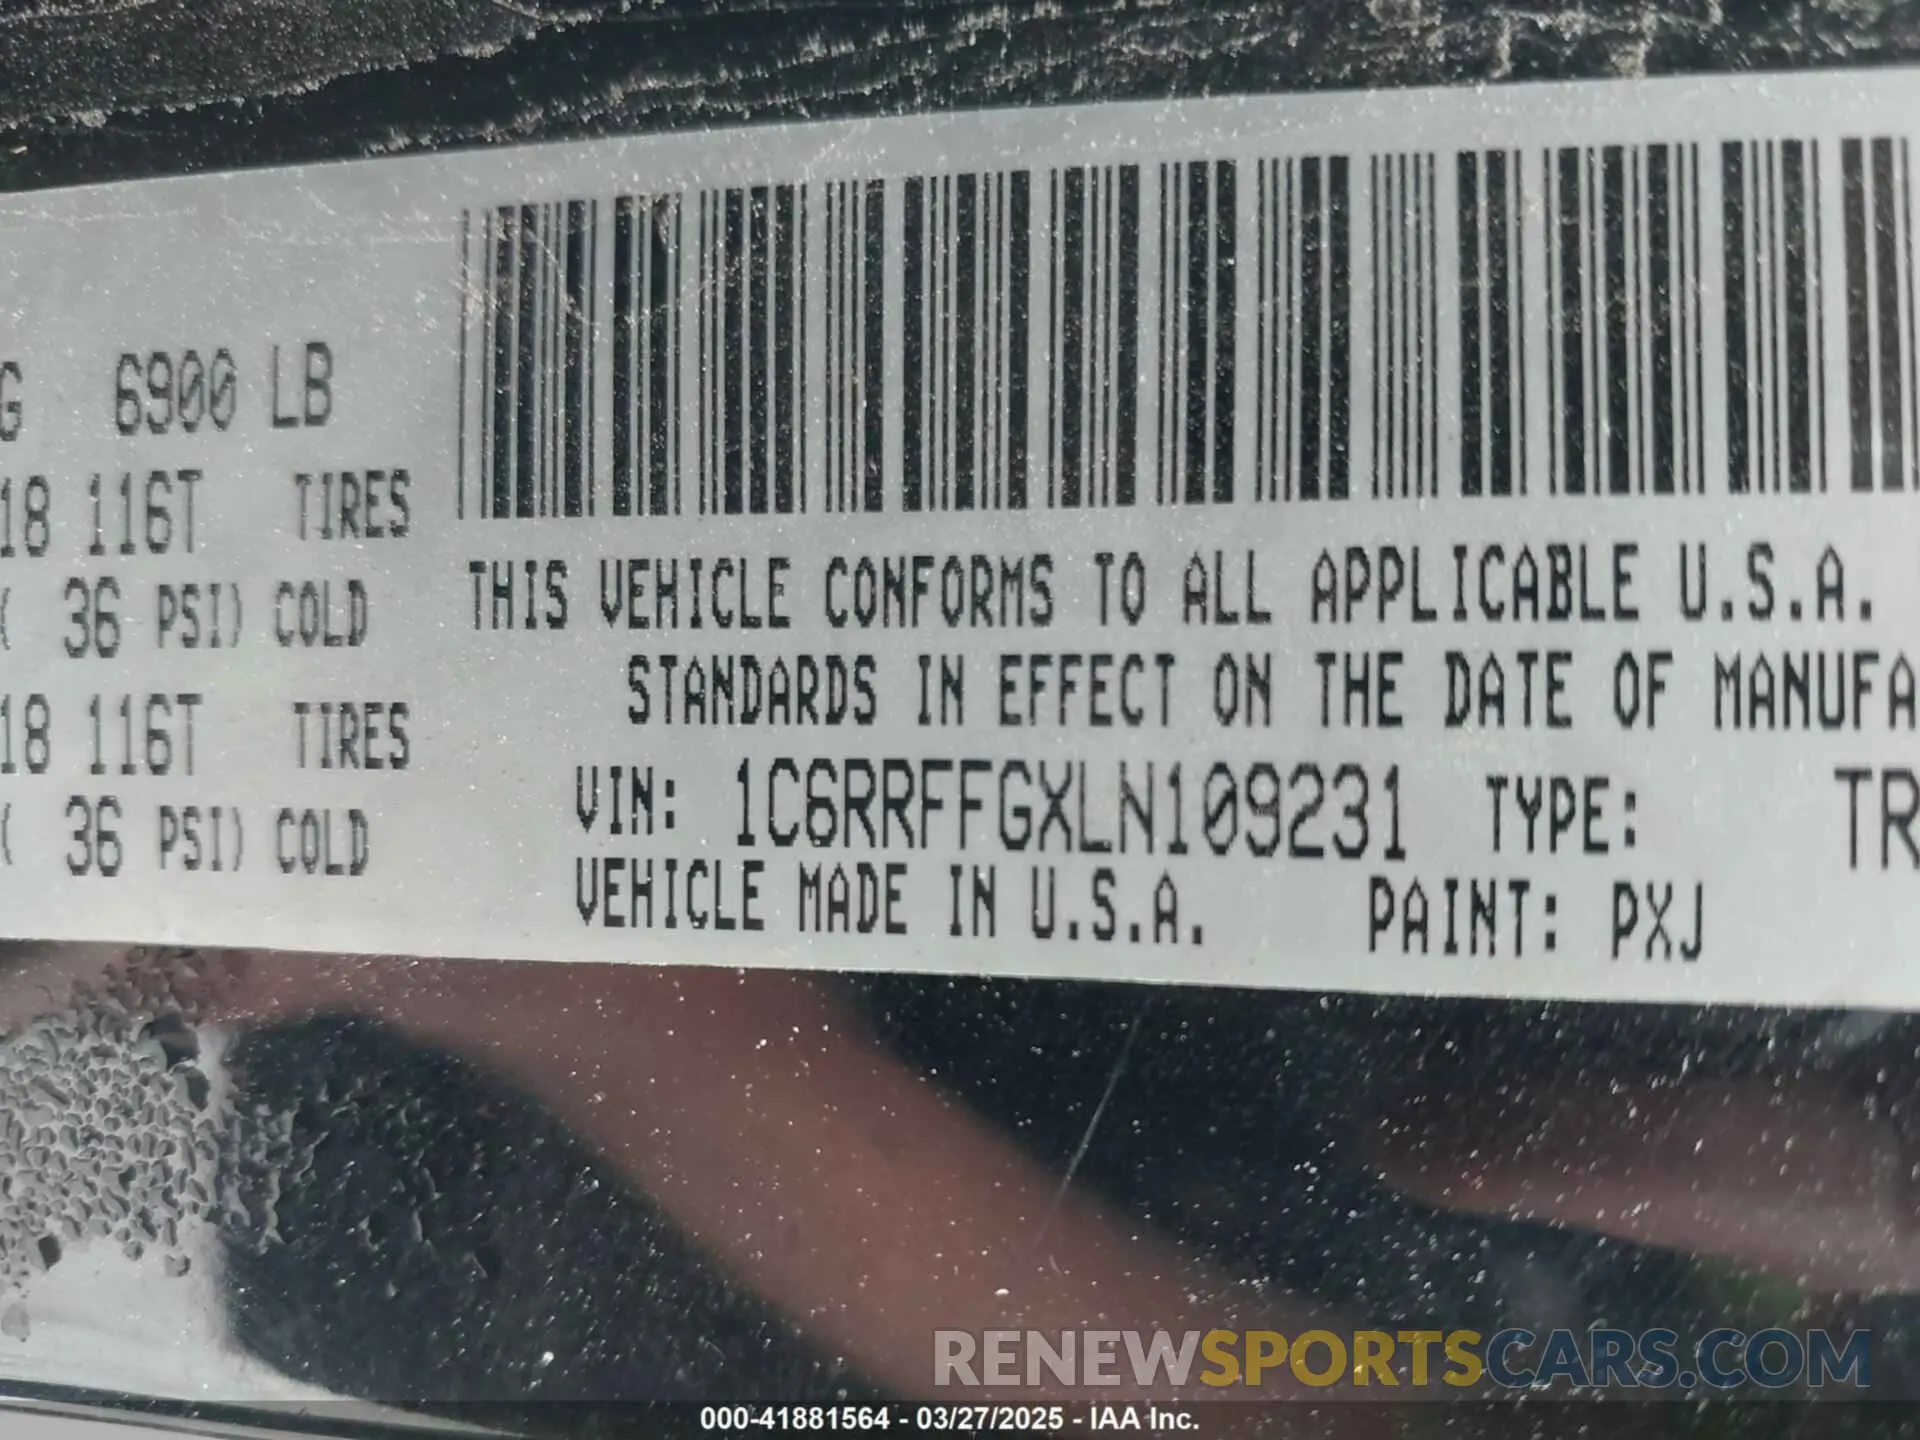 G 6900 LB
18 116T TIRES
( 36 PSI) COLD
18 116T TIRES
( 36 PSI) COLD
THIS VEHICLE CONFORMS TO ALL APPLICABLE U.S.A.
STANDARDS IN EFFECT ON THE DATE OF MANUFA
VIN: 1C6RRFFGXLN109231 TYPE: TR
VEHICLE MADE IN U.S.A. PAINT: PXJ
RENEWSPORTSCARS.COM
000-41881564 - 03/27/2025 - IAA Inc.